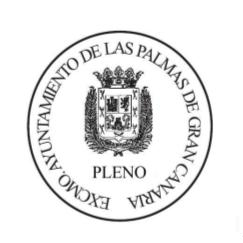 EXCMO. AYUNTAMIENTO DE LAS PALMAS DE GRAN CANARIA
PLENO